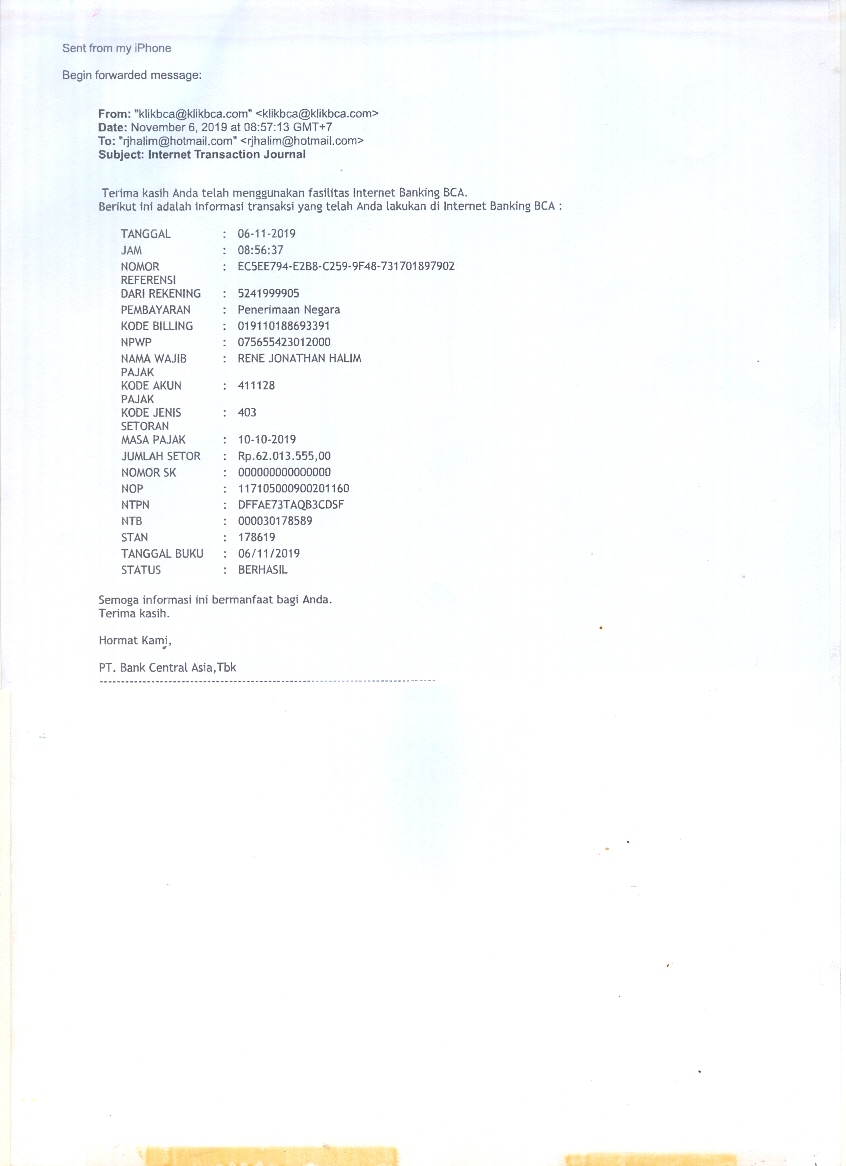 Sent from my iPhone
Begin forwarded message:
From: "klikbca@klikbca.com" <klikbca@klikbca.com>
Date: November 6, 2019 at 08:57:13 GMT+7
To: "rjhalim@hotmail.com" <rjhalim@hotmail.com>
Subject: Internet Transaction Journal
Terima kasih Anda telah menggunakan fasilitas Internet Banking BCA.
Berikut ini adalah informasi transaksi yang telah Anda lakukan di Internet Banking BCA :
TANGGAL : 06-11-2019
JAM : 08:56:37
NOMOR : EC5EE794-E2B8-C259-9F48-731701897902
REFERENSI
DARI REKENING : 5241999905
PEMBAYARAN : Penerimaan Negara
KODE BILLING : 019110188693391
NPWP : 075655423012000
NAMA WAJIB : RENE JONATHAN HALIM
PAJAK
KODE AKUN : 411128
PAJAK
KODE JENIS : 403
SETORAN
MASA PAJAK : 10-10-2019
JUMLAH SETOR : Rp.62.013.555,00
NOMOR SK : 000000000000000
NOP : 117105000900201160
NTPN : DFFAE73TAQB3CDSF
NTB : 000030178589
STAN : 178619
TANGGAL BUKU : 06/11/2019
STATUS : BERHASIL
Semoga informasi ini bermanfaat bagi Anda.
Terima kasih.
Hormat Kami,
PT. Bank Central Asia,Tbk